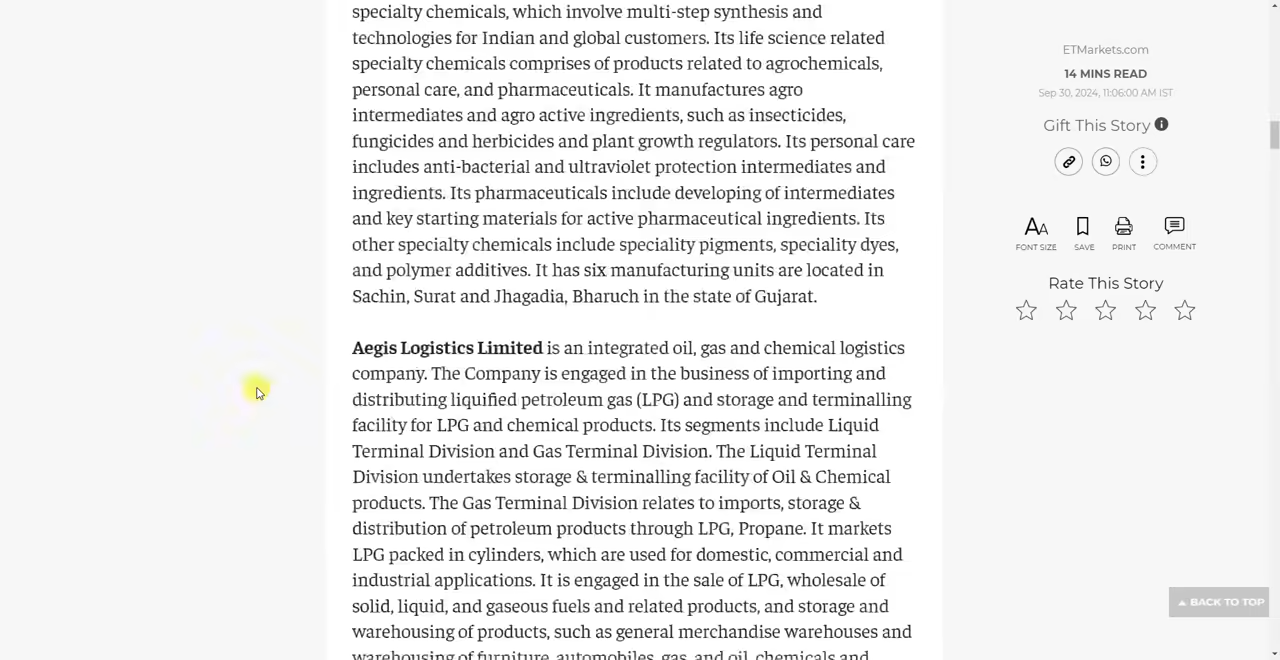 specialty chemicals, which involve multi-step synthesis and
technologies for Indian and global customers. Its life science related
specialty chemicals comprises of products related to agrochemicals,
personal care, and pharmaceuticals. It manufactures agro
intermediates and agro active ingredients, such as insecticides,
fungicides and herbicides and plant growth regulators. Its personal care
includes anti-bacterial and ultraviolet protection intermediates and
ingredients. Its pharmaceuticals include developing of intermediates
and key starting materials for active pharmaceutical ingredients. Its
other specialty chemicals include speciality pigments, speciality dyes,
and polymer additives. It has six manufacturing units are located in
Sachin, Surat and Jhagadia, Bharuch in the state of Gujarat.
Aegis Logistics Limited is an integrated oil, gas and chemical logistics
company. The Company is engaged in the business of importing and
distributing liquified petroleum gas (LPG) and storage and terminalling
facility for LPG and chemical products. Its segments include Liquid
Terminal Division and Gas Terminal Division. The Liquid Terminal
Division undertakes storage & terminalling facility of Oil & Chemical
products. The Gas Terminal Division relates to imports, storage &
distribution of petroleum products through LPG, Propane. It markets
LPG packed in cylinders, which are used for domestic, commercial and
industrial applications. It is engaged in the sale of LPG, wholesale of
solid, liquid, and gaseous fuels and related products, and storage and
warehousing of products, such as general merchandise warehouses and
warehousing of furniture, automobiles, gas, and oil, chemicals and
ETMarkets.com
14 MINS READ
Sep 30, 2024, 11:06:00 AM IST
Gift This Story
AA
FONT SIZE
SAVE
PRINT
COMMENT
Rate This Story
BACK TO TOP